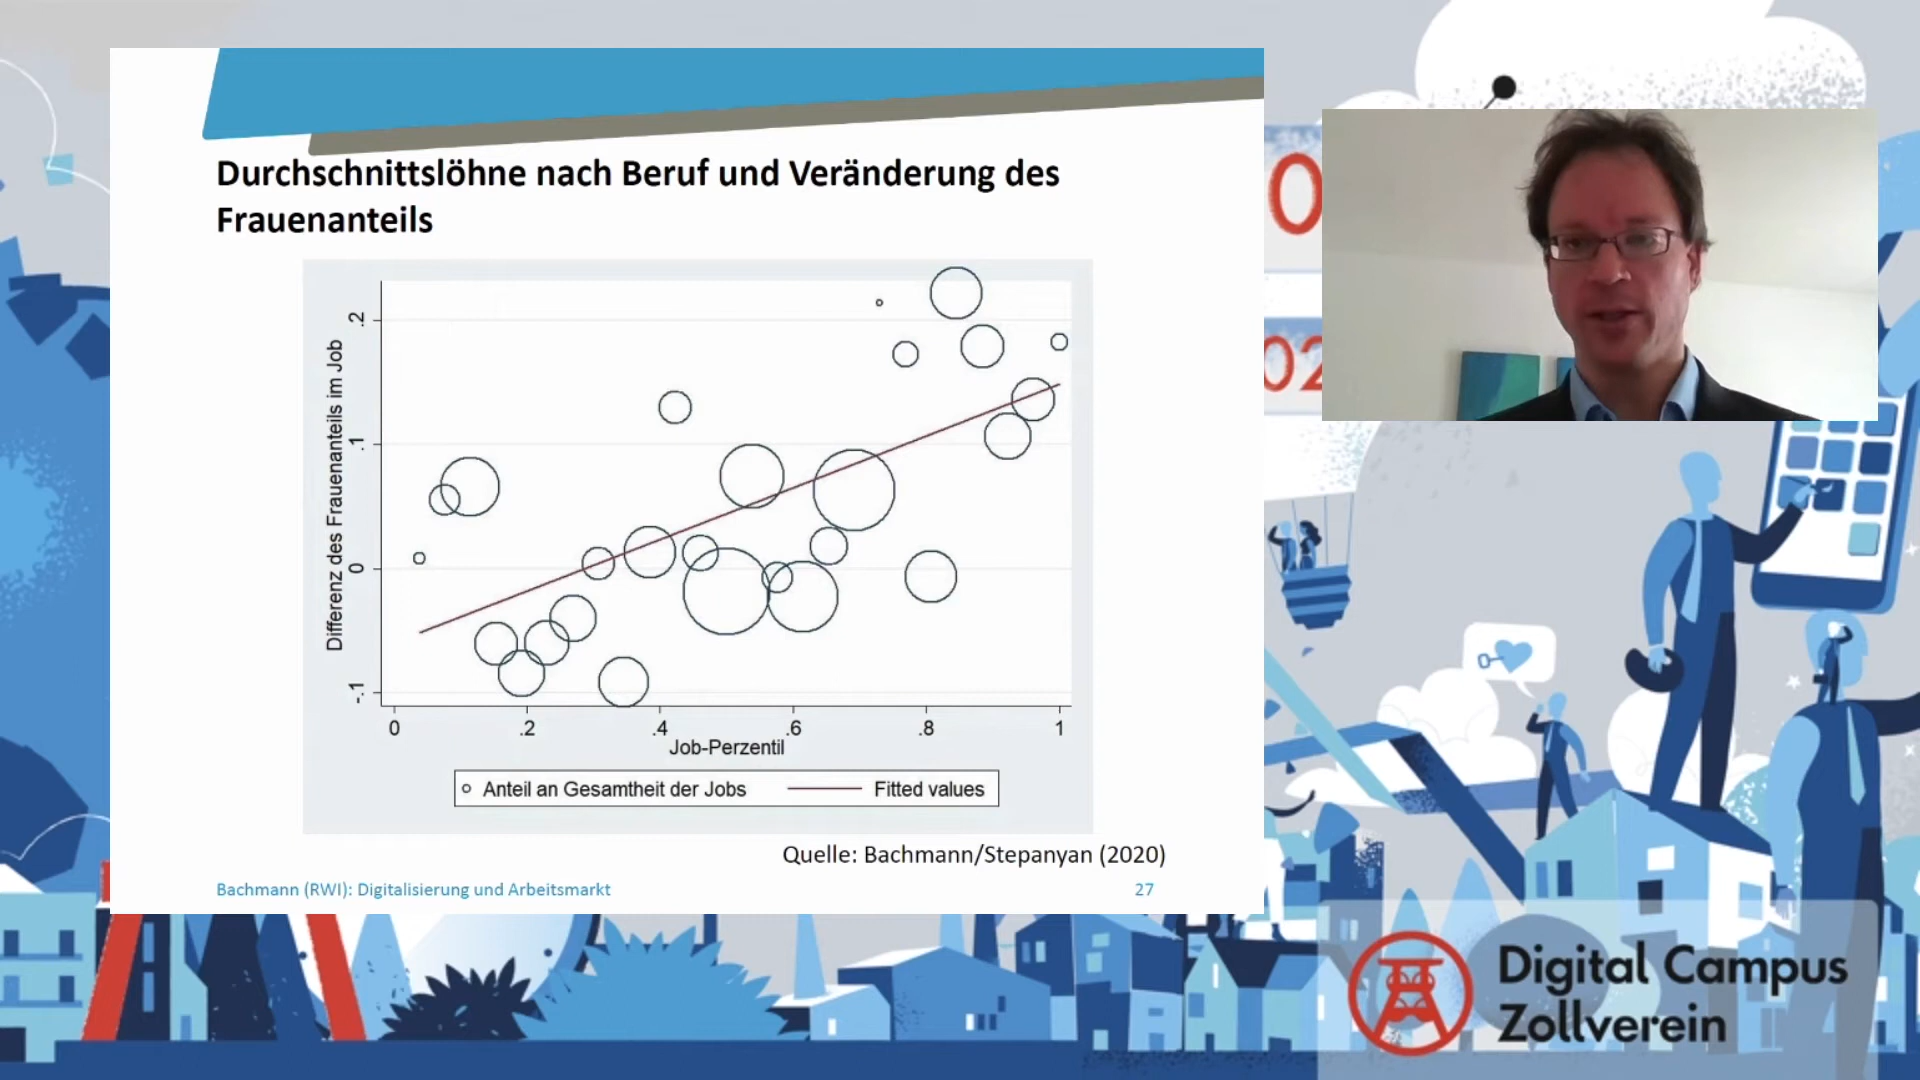 Durchschnittslöhne nach Beruf und Veränderung des
Frauenanteils
Differenz des Frauenanteils im Job
.2
.1
0
-.1
0
.2
.4
.6
.8
1
Job-Perzentil
Anteil an Gesamtheit der Jobs
Fitted values
Quelle: Bachmann/Stepanyan (2020)
Bachmann (RWI): Digitalisierung und Arbeitsmarkt
27
Digital Campus
Zollverein